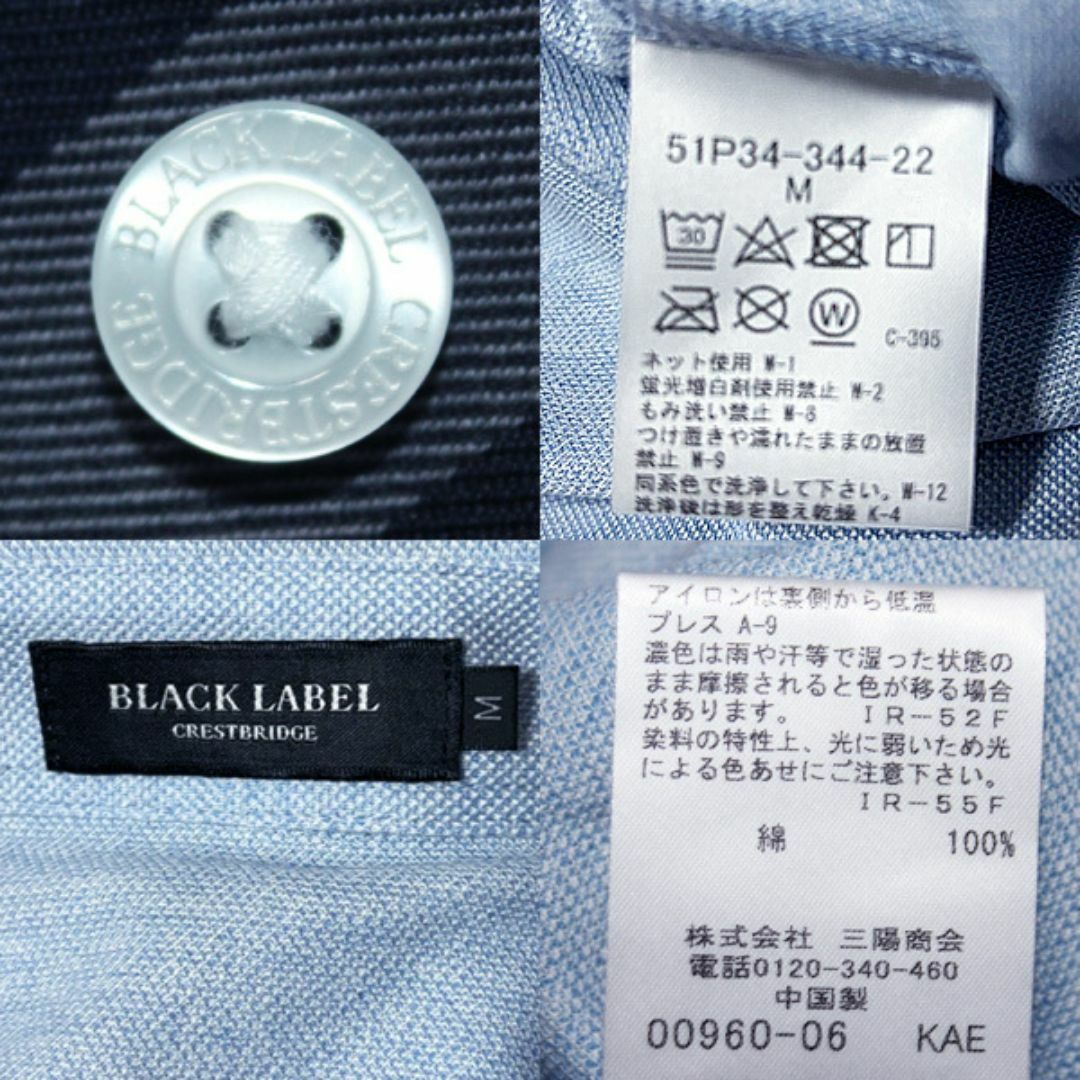 BLACK LABEL CRESTBRIDGE
51P34-344-22
M
30
W
C-395
ネット使用 M-1
蛍光増白剤使用禁止 M-2
もみ洗い禁止 M-8
つけ置きや濡れたままの放置
禁止 M-9
同系色で洗浄して下さい。M-12
洗浄後は形を整え乾燥 K-4
BLACK LABEL
CRESTBRIDGE
M
アイロンは裏側から低温
プレス A-9
濃色は雨や汗等で湿った状態の
まま摩擦されると色が移る場合
があります。 IR-52F
染料の特性上、光に弱いため光
による色あせにご注意下さい。
IR-55F
綿 100%
株式会社 三陽商会
電話0120-340-460
中国製
00960-06 KAE